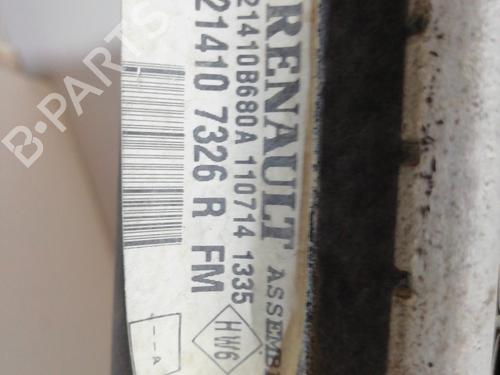 RENAULT ASSEMB
21410B680A 110714 1335
21410 7326 R FM
HW6
--A
B-PARTS